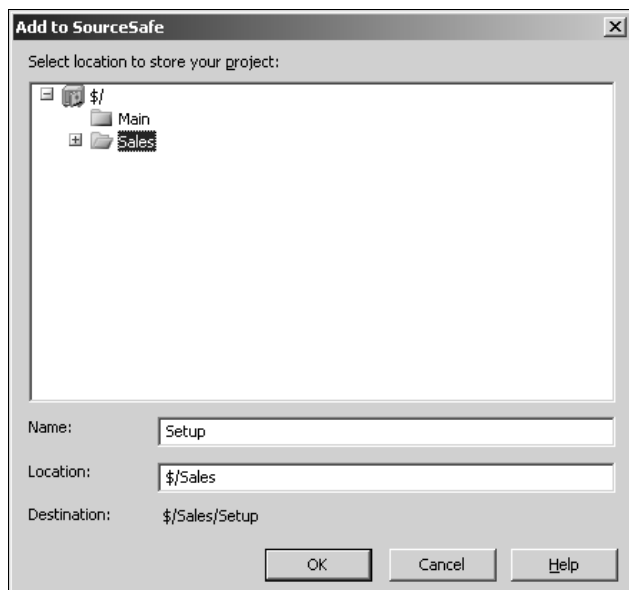 Add to SourceSafe
Select location to store your project:
$/
Main
Sales
Name: Setup
Location: $/Sales
Destination: $/Sales/Setup
OK Cancel Help